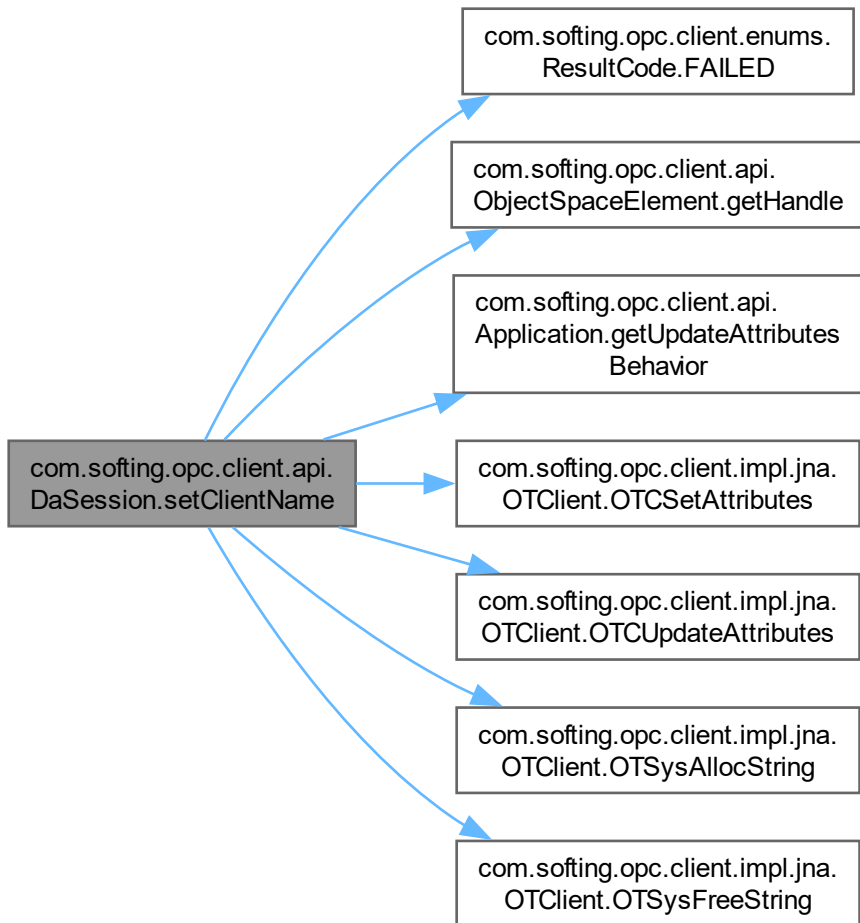 com.softing.opc.client.enums.
ResultCode.FAILED
com.softing.opc.client.api.
ObjectSpaceElement.getHandle
com.softing.opc.client.api.
Application.getUpdateAttributes
Behavior
com.softing.opc.client.api.
DaSession.setClientName
com.softing.opc.client.impl.jna.
OTClient.OTCSetAttributes
com.softing.opc.client.impl.jna.
OTClient.OTCUpdateAttributes
com.softing.opc.client.impl.jna.
OTClient.OTSysAllocString
com.softing.opc.client.impl.jna.
OTClient.OTSysFreeString